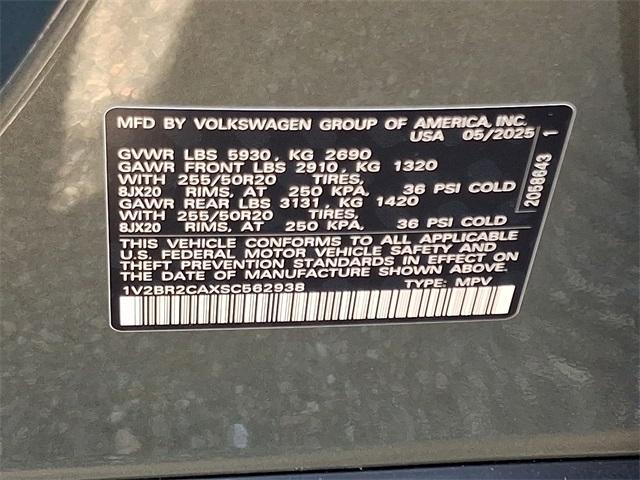 MFD BY VOLKSWAGEN GROUP OF AMERICA, INC.
USA 05/2025
GVWR LBS 5930, KG 2690
GAWR FRONT LBS 2910, KG 1320
WITH 255/50R20 TIRES,
8JX20 RIMS, AT 250 KPA, 36 PSI COLD
GAWR REAR LBS 3131, KG 1420
WITH 255/50R20 TIRES,
8JX20 RIMS, AT 250 KPA, 36 PSI COLD
THIS VEHICLE CONFORMS TO ALL APPLICABLE
U.S. FEDERAL MOTOR VEHICLE SAFETY AND
THEFT PREVENTION STANDARDS IN EFFECT ON
THE DATE OF MANUFACTURE SHOWN ABOVE.
1V2BR2CAXSC562938 TYPE: MPV
2058643 1